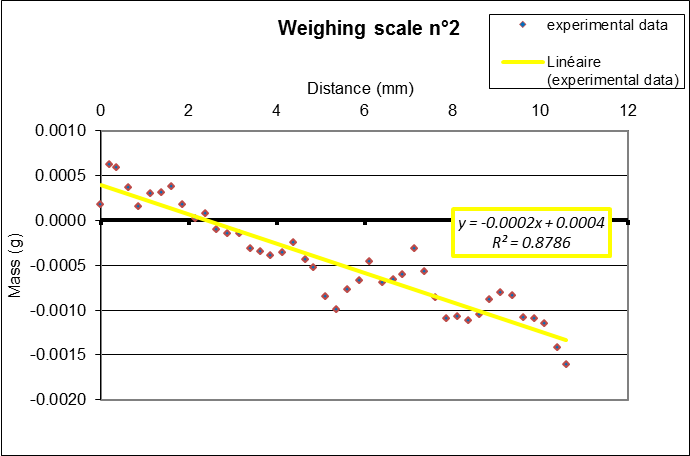 Weighing scale n°2
experimental data
Linéaire
(experimental data)
Distance (mm)
0 2 4 6 8 10 12
0.0010
0.0005
0.0000
-0.0005
-0.0010
-0.0015
-0.0020
Mass (g)
y = -0.0002x + 0.0004
R² = 0.8786